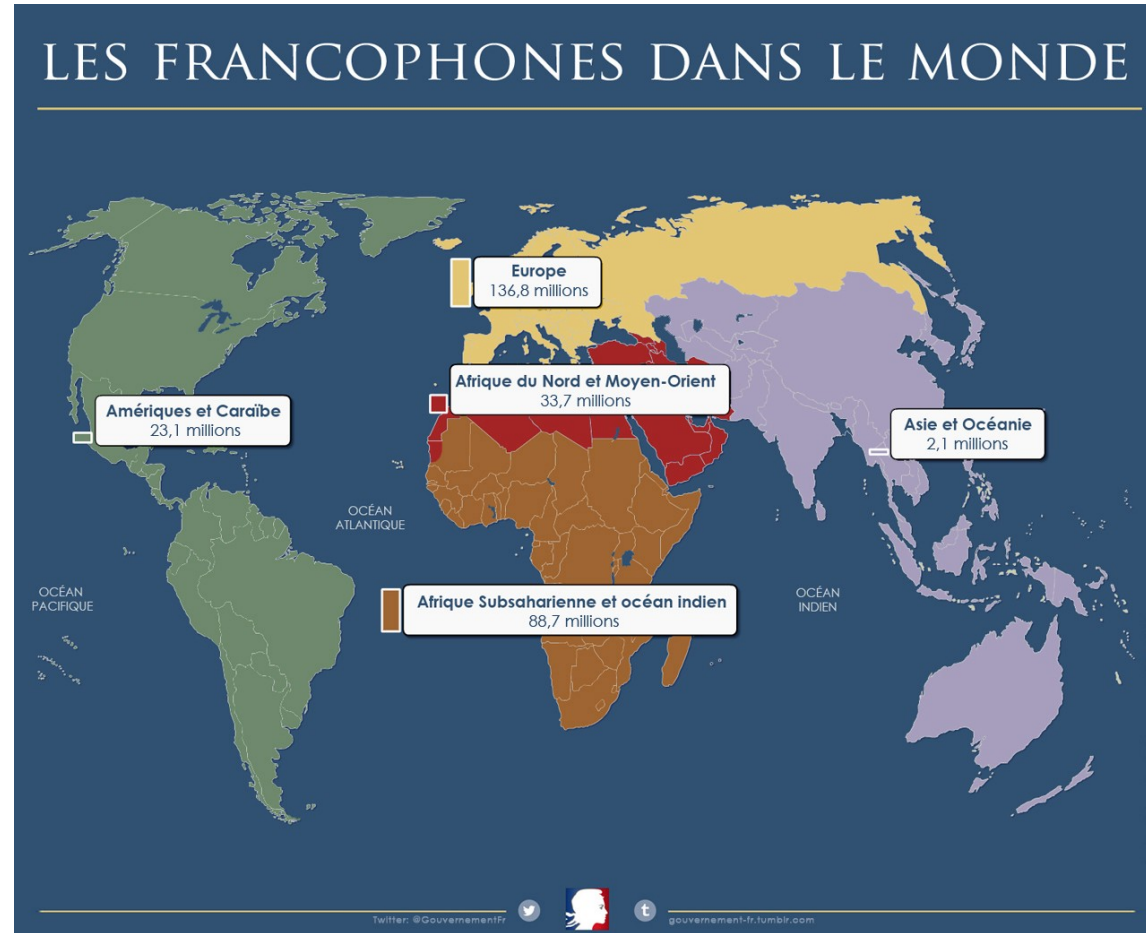 LES FRANCOPHONES DANS LE MONDE
Europe
136,8 millions
Afrique du Nord et Moyen-Orient
33,7 millions
Amériques et Caraïbe
23,1 millions
Asie et Océanie
2,1 millions
OCÉAN
ATLANTIQUE
OCÉAN
PACIFIQUE
Afrique Subsaharienne et océan indien
88,7 millions
OCÉAN
INDIEN
Twitter: @GouvernementFr
t
gouvernement-fr.tumblr.com